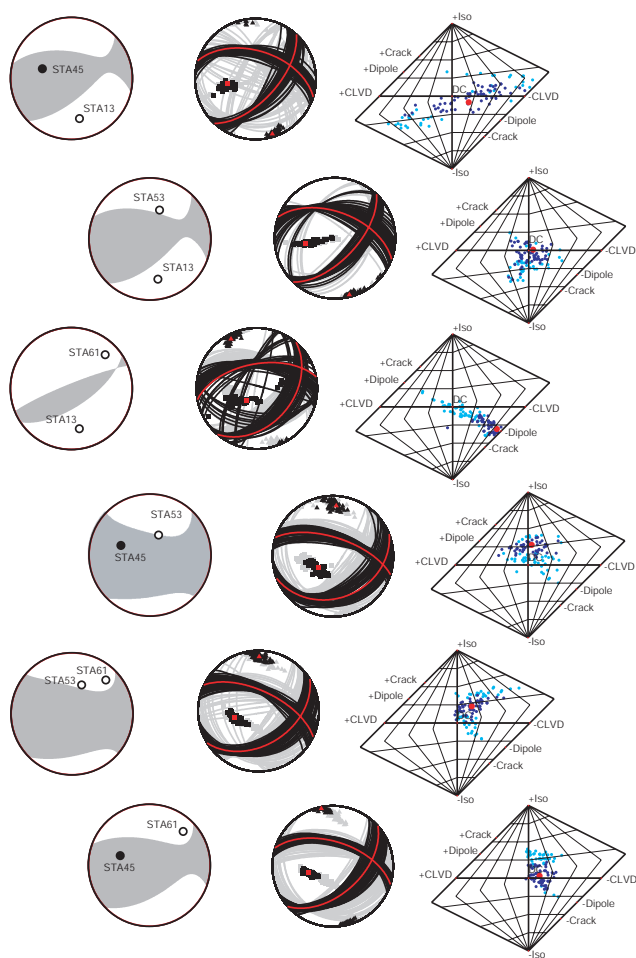 STA45
STA13
+Iso
+Crack
+Dipole
+CLVD
DC
-CLVD
-Dipole
-Crack
-Iso
STA53
STA13
+Iso
+Crack
+Dipole
+CLVD
DC
-CLVD
-Dipole
-Crack
-Iso
STA61
STA13
+Iso
+Crack
+Dipole
+CLVD
DC
-CLVD
-Dipole
-Crack
-Iso
STA53
STA45
+Iso
+Crack
+Dipole
+CLVD
-CLVD
-Dipole
-Crack
-Iso
STA61
STA53
+Iso
+Crack
+Dipole
+CLVD
-CLVD
-Dipole
-Crack
-Iso
STA61
STA45
+Iso
+Crack
+Dipole
+CLVD
-CLVD
-Dipole
-Crack
-Iso